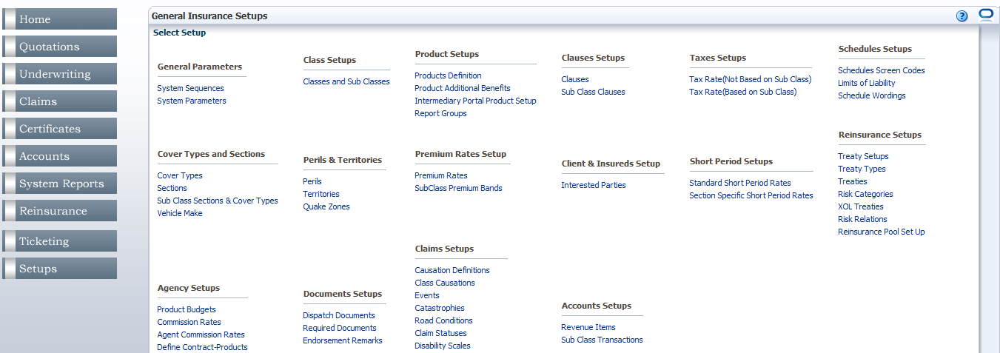 Home
Quotations
Underwriting
Claims
Certificates
Accounts
System Reports
Reinsurance
Ticketing
Setups
General Insurance Setups
?
Select Setup
General Parameters
System Sequences
System Parameters
Class Setups
Classes and Sub Classes
Product Setups
Products Definition
Product Additional Benefits
Intermediary Portal Product Setup
Report Groups
Clauses Setups
Clauses
Sub Class Clauses
Taxes Setups
Tax Rate(Not Based on Sub Class)
Tax Rate(Based on Sub Class)
Schedules Setups
Schedules Screen Codes
Limits of Liability
Schedule Wordings
Cover Types and Sections
Cover Types
Sections
Sub Class Sections & Cover Types
Vehicle Make
Perils & Territories
Perils
Territories
Quake Zones
Premium Rates Setup
Premium Rates
SubClass Premium Bands
Client & Insureds Setup
Interested Parties
Short Period Setups
Standard Short Period Rates
Section Specific Short Period Rates
Reinsurance Setups
Treaty Setups
Treaty Types
Treaties
Risk Categories
XOL Treaties
Risk Relations
Reinsurance Pool Set Up
Agency Setups
Product Budgets
Commission Rates
Agent Commission Rates
Define Contract-Products
Documents Setups
Dispatch Documents
Required Documents
Endorsement Remarks
Claims Setups
Causation Definitions
Class Causations
Events
Catastrophies
Road Conditions
Claim Statuses
Disability Scales
Accounts Setups
Revenue Items
Sub Class Transactions